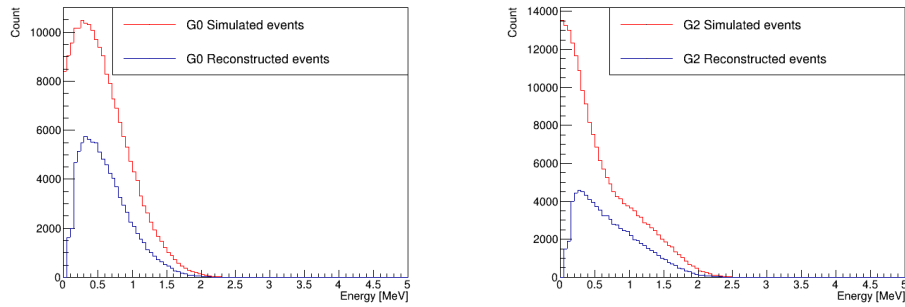 Count
10000
8000
6000
4000
2000
0
G0 Simulated events
G0 Reconstructed events
0 0.5 1 1.5 2 2.5 3 3.5 4 4.5 5
Energy [MeV]
Count
14000
12000
10000
8000
6000
4000
2000
0
G2 Simulated events
G2 Reconstructed events
0 0.5 1 1.5 2 2.5 3 3.5 4 4.5 5
Energy [MeV]